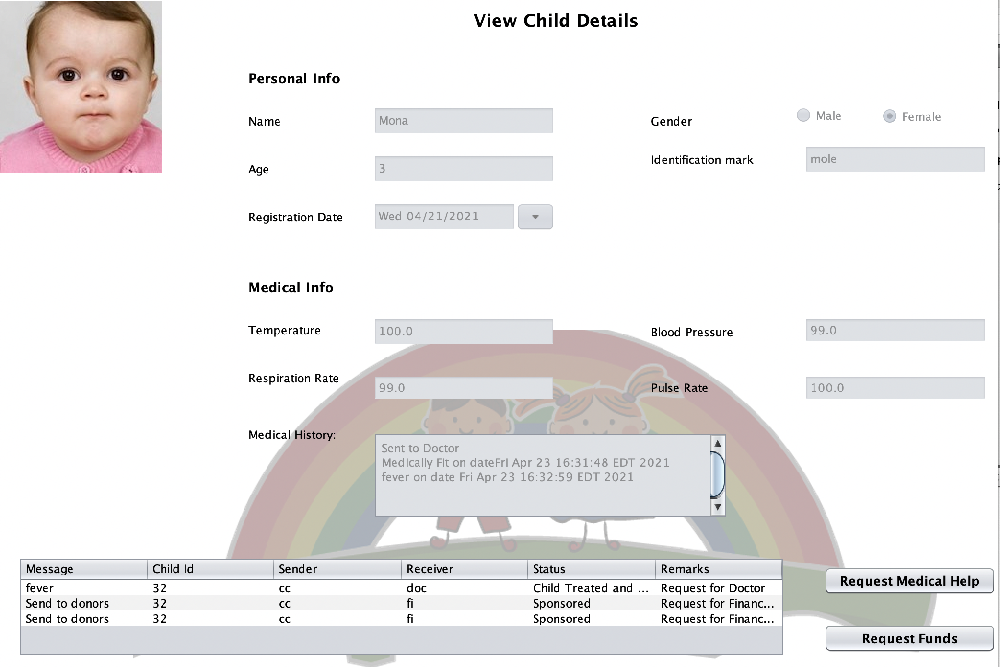 View Child Details
Personal Info
Name
Mona
Gender
Male
Female
Age
3
Identification mark
mole
Registration Date
Wed 04/21/2021
Medical Info
Temperature
100.0
Blood Pressure
99.0
Respiration Rate
99.0
Pulse Rate
100.0
Medical History:
Sent to Doctor
Medically Fit on dateFri Apr 23 16:31:48 EDT 2021
fever on date Fri Apr 23 16:32:59 EDT 2021
Message Child Id Sender Receiver Status Remarks
fever 32 cc doc Child Treated and ... Request for Doctor
Send to donors 32 cc fi Sponsored Request for Financ...
Send to donors 32 cc fi Sponsored Request for Financ...
Request Medical Help
Request Funds